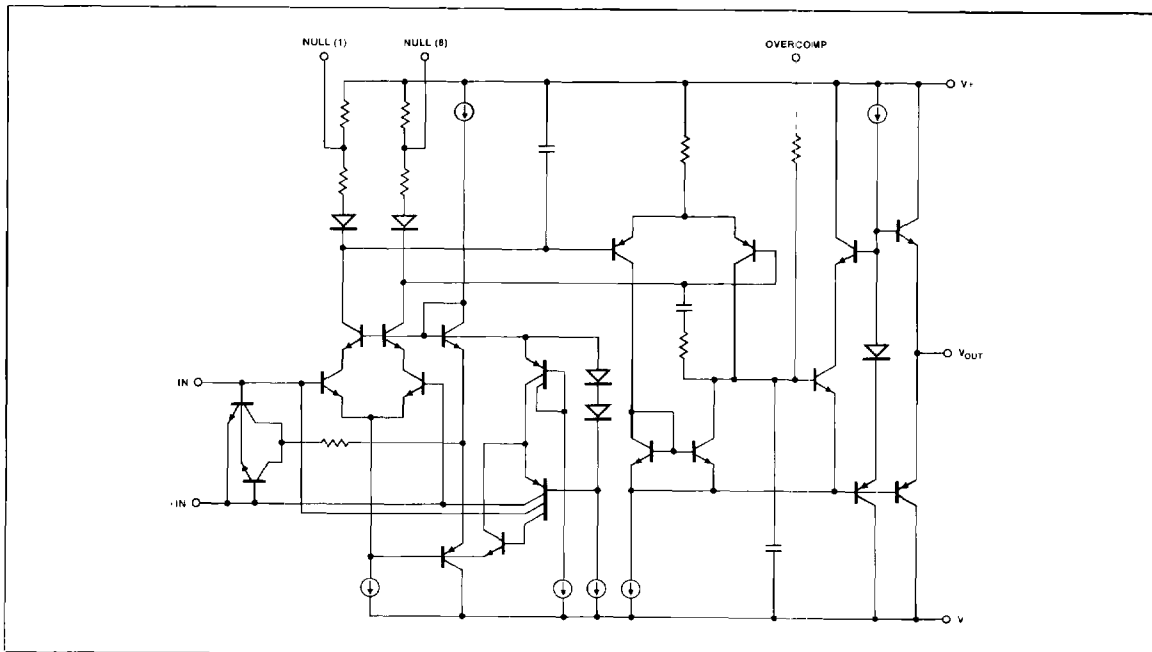 NULL (1)
NULL (8)
OVERCOMP
V+
IN
VOUT
IN
V